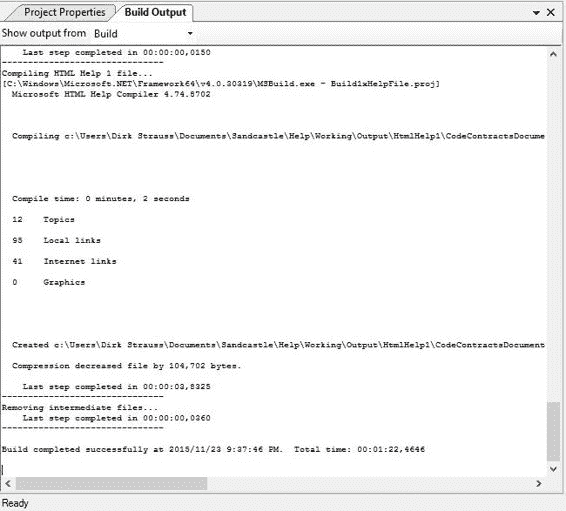 Project Properties Build Output
Show output from Build
Last step completed in 00:00:00,0150
-------------------------------
Compiling HTML Help 1 file...
[C:\Windows\Microsoft.NET\Framework64\v4.0.30319\MSBuild.exe - Build1xHelpFile.proj]
Microsoft HTML Help Compiler 4.74.8702
Compiling c:\Users\Dirk Strauss\Documents\Sandcastle\Help\Working\Output\HtmlHelp1\CodeContractsDocume
Compile time: 0 minutes, 2 seconds
12 Topics
95 Local links
41 Internet links
0 Graphics
Created c:\Users\Dirk Strauss\Documents\Sandcastle\Help\Working\Output\HtmlHelp1\CodeContractsDocument
Compression decreased file by 104,702 bytes.
Last step completed in 00:00:03,8325
-------------------------------
Removing intermediate files...
Last step completed in 00:00:00,0360
-------------------------------
Build completed successfully at 2015/11/23 9:37:46 PM. Total time: 00:01:22,4646
Ready